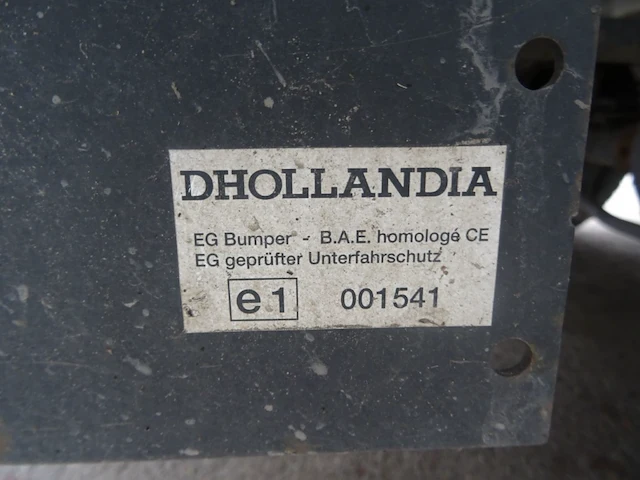 DHOLLANDIA
EG Bumper - B.A.E. homologé CE
EG geprüfter Unterfahrschutz
e1 001541